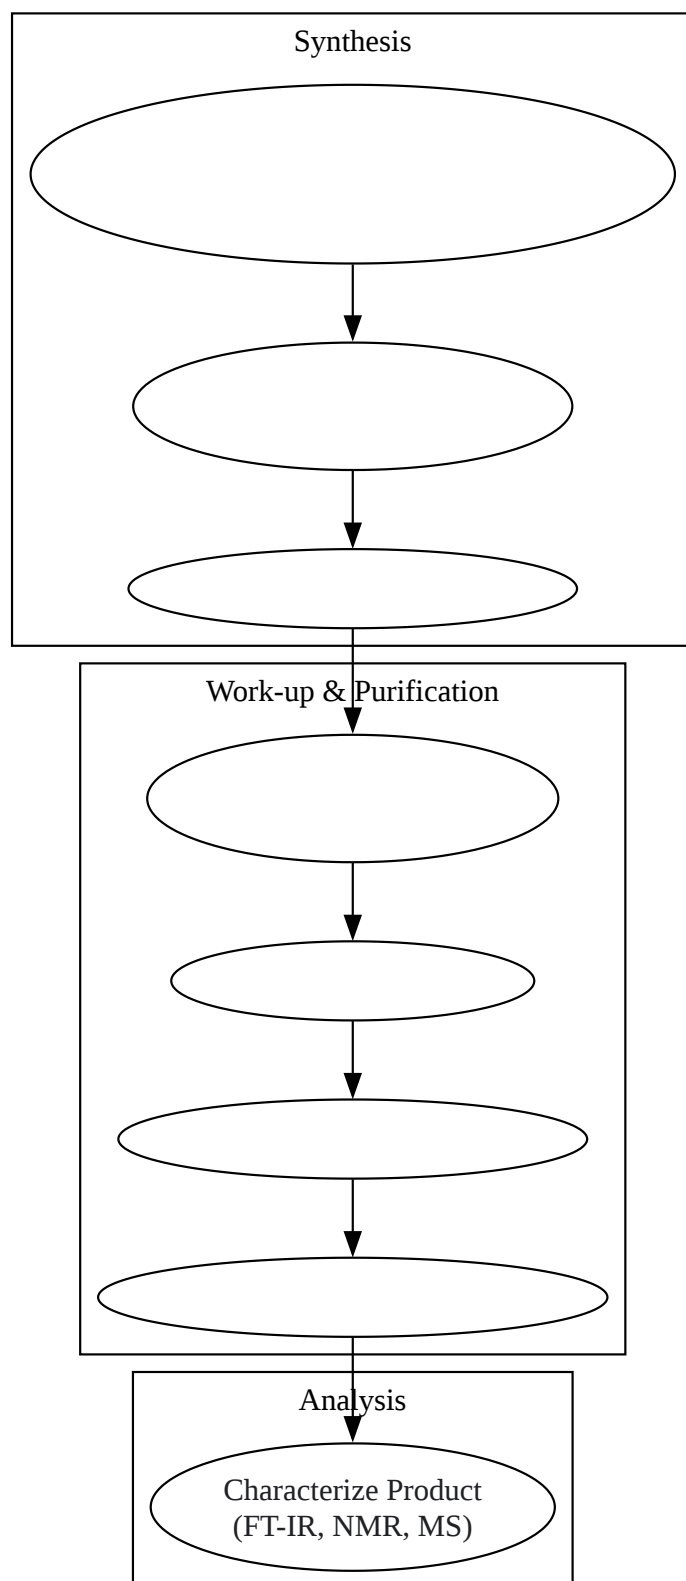 Synthesis
Work-up & Purification
Analysis
Characterize Product
(FT-IR, NMR, MS)